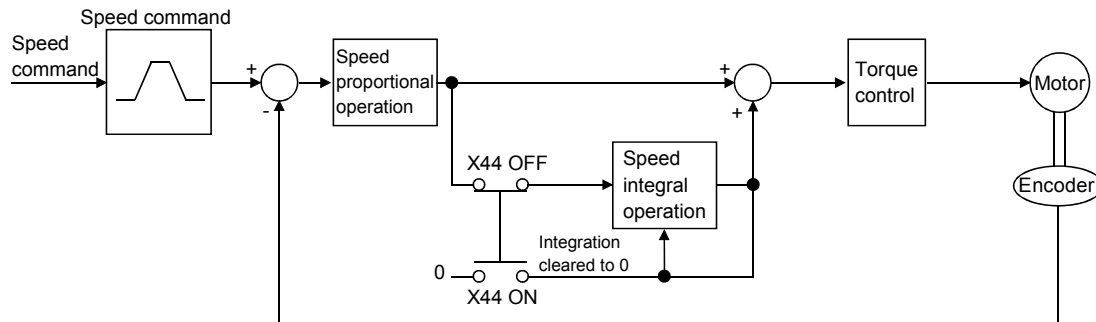 Speed command
Speed
command
+
-
Speed
proportional
operation
+
+
Torque
control
Motor
Encoder
X44 OFF
Speed
integral
operation
Integration
cleared to 0
0
X44 ON